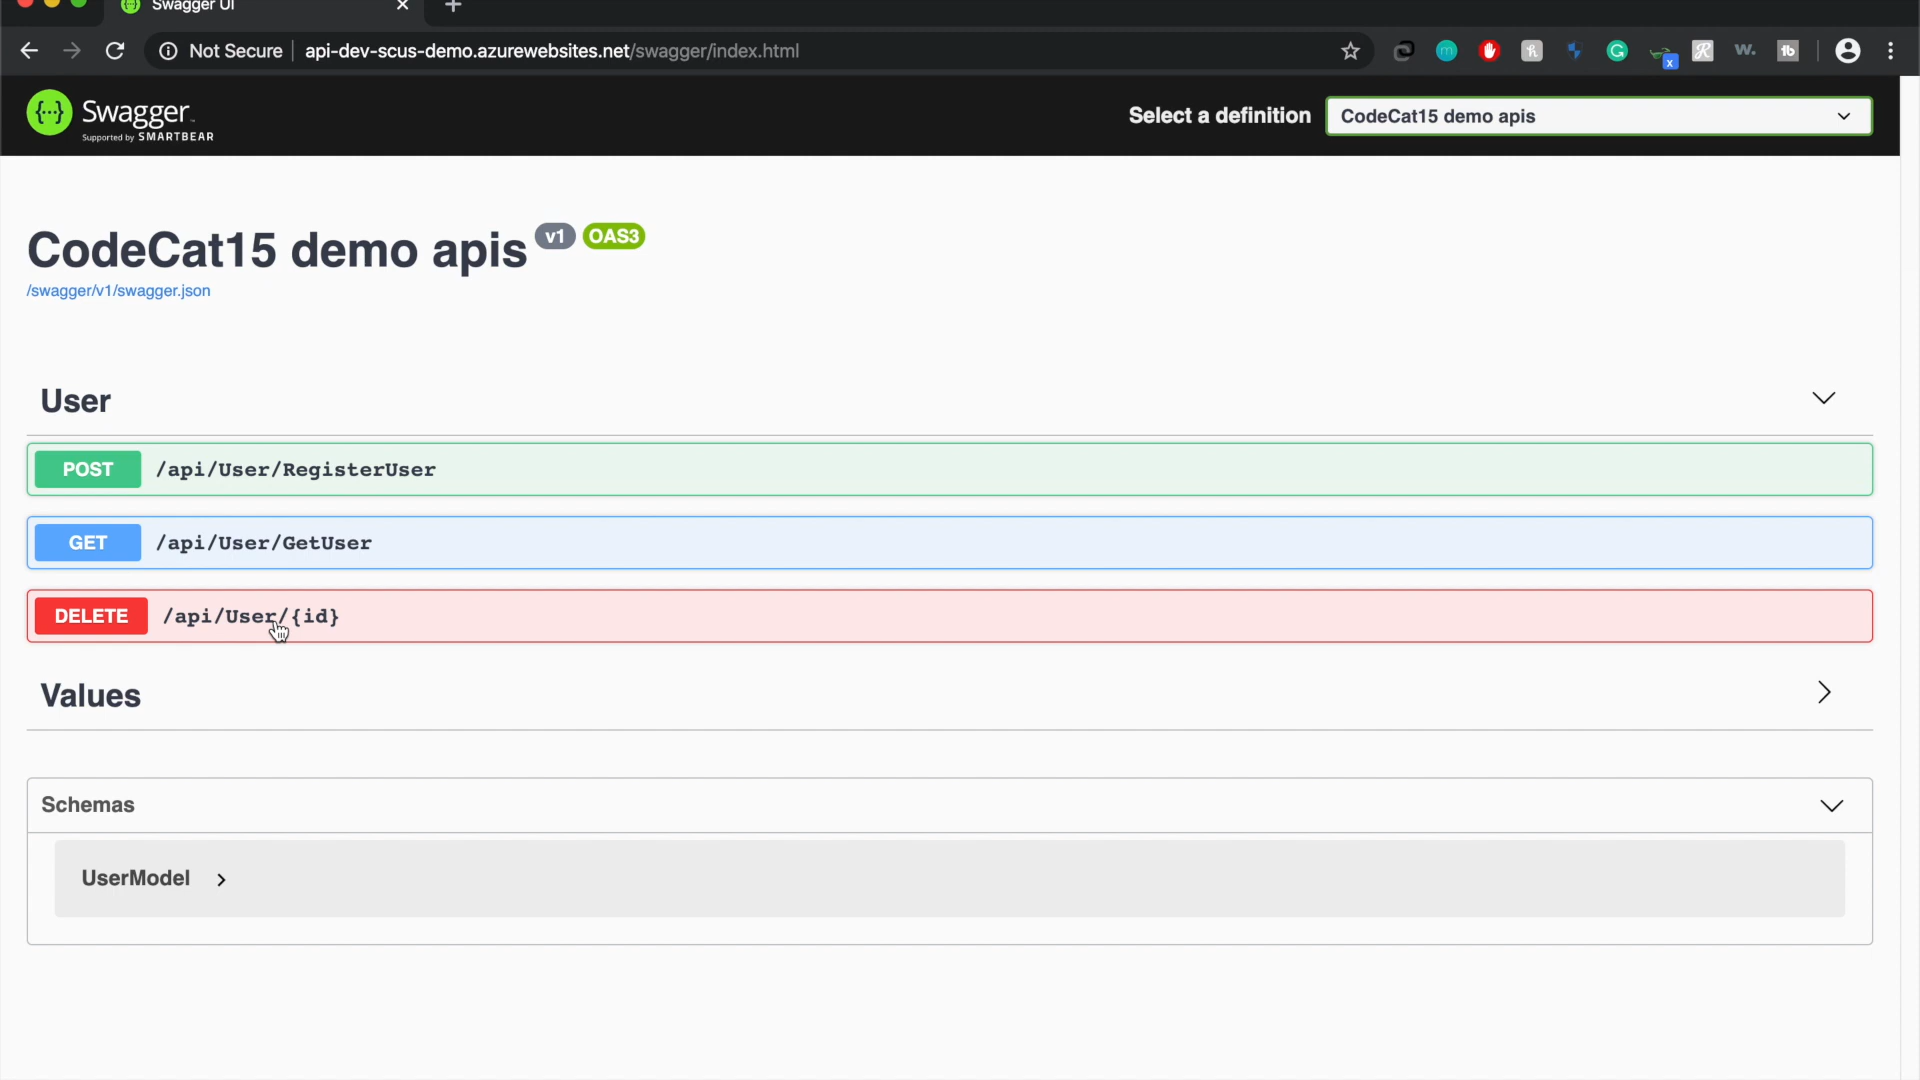 Swagger UI
Not Secure | api-dev-scus-demo.azurewebsites.net/swagger/index.html
Swagger
Supported by SMARTBEAR
Select a definition
CodeCat15 demo apis
CodeCat15 demo apis v1 OAS3
/swagger/v1/swagger.json
User
POST /api/User/RegisterUser
GET /api/User/GetUser
DELETE /api/User/{id}
Values
Schemas
UserModel